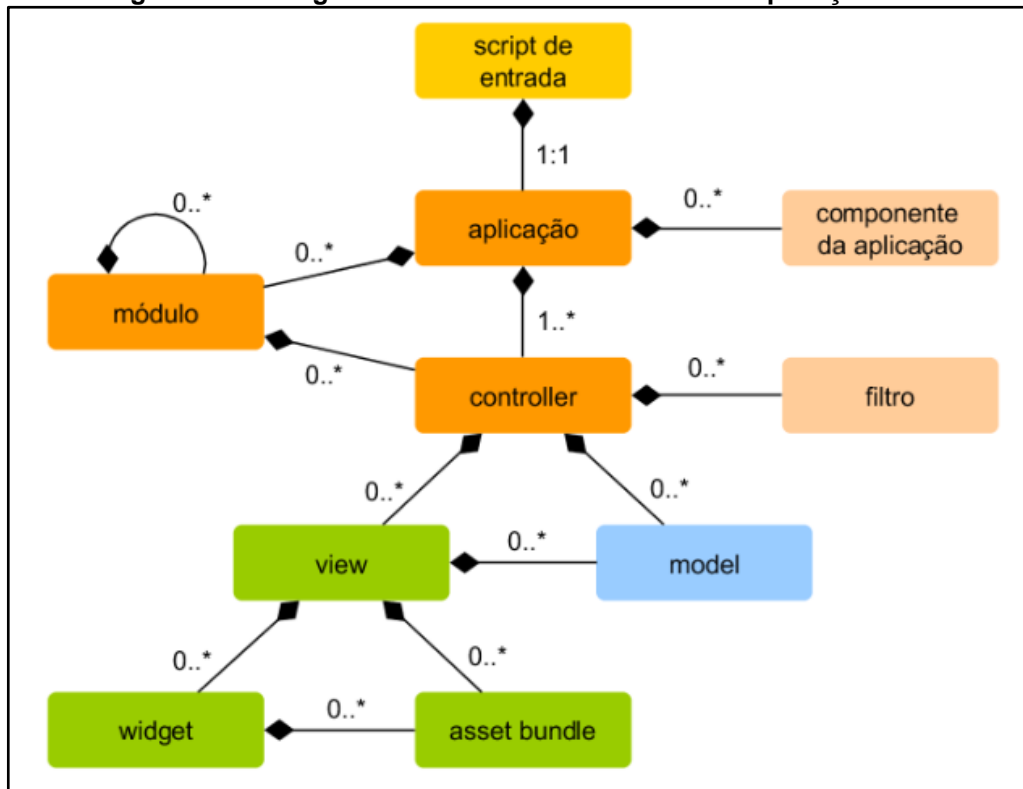 script de
entrada
1:1
0..*
aplicação
0..*
componente
da aplicação
0..*
módulo
1..*
0..*
controller
0..*
filtro
0..*
0..*
view
0..*
model
0..*
0..*
widget
0..*
asset bundle